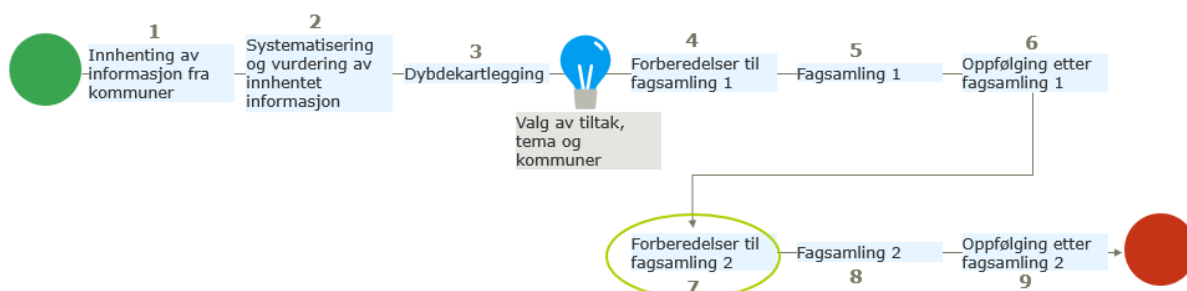 1
Innhenting av
informasjon fra
kommuner
2
Systematisering
og vurdering av
innhentet
informasjon
3
Dybdekartlegging
Valg av tiltak,
tema og
kommuner
4
Forberedelser til
fagsamling 1
5
Fagsamling 1
6
Oppfølging etter
fagsamling 1
Forberedelser til
fagsamling 2
7
Fagsamling 2
8
Oppfølging etter
fagsamling 2
9